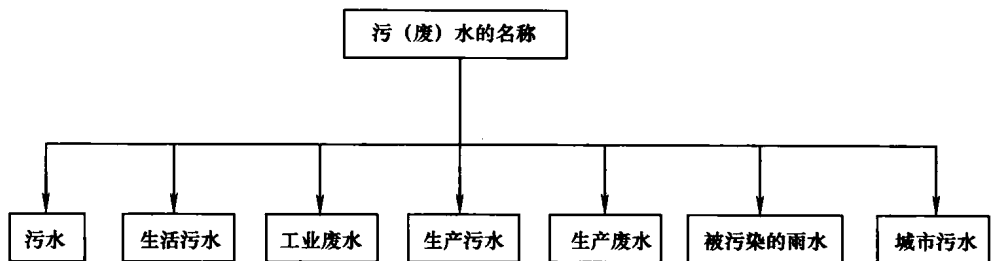 污（废）水的名称
污水
生活污水
工业废水
生产污水
生产废水
被污染的雨水
城市污水